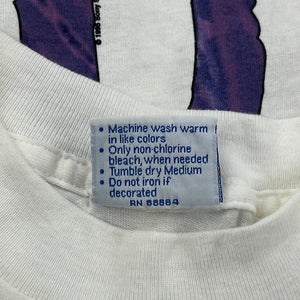 • Machine wash warm
in like colors
• Only non-chlorine
bleach, when needed
• Tumble dry Medium
• Do not iron if
decorated
RN 88884